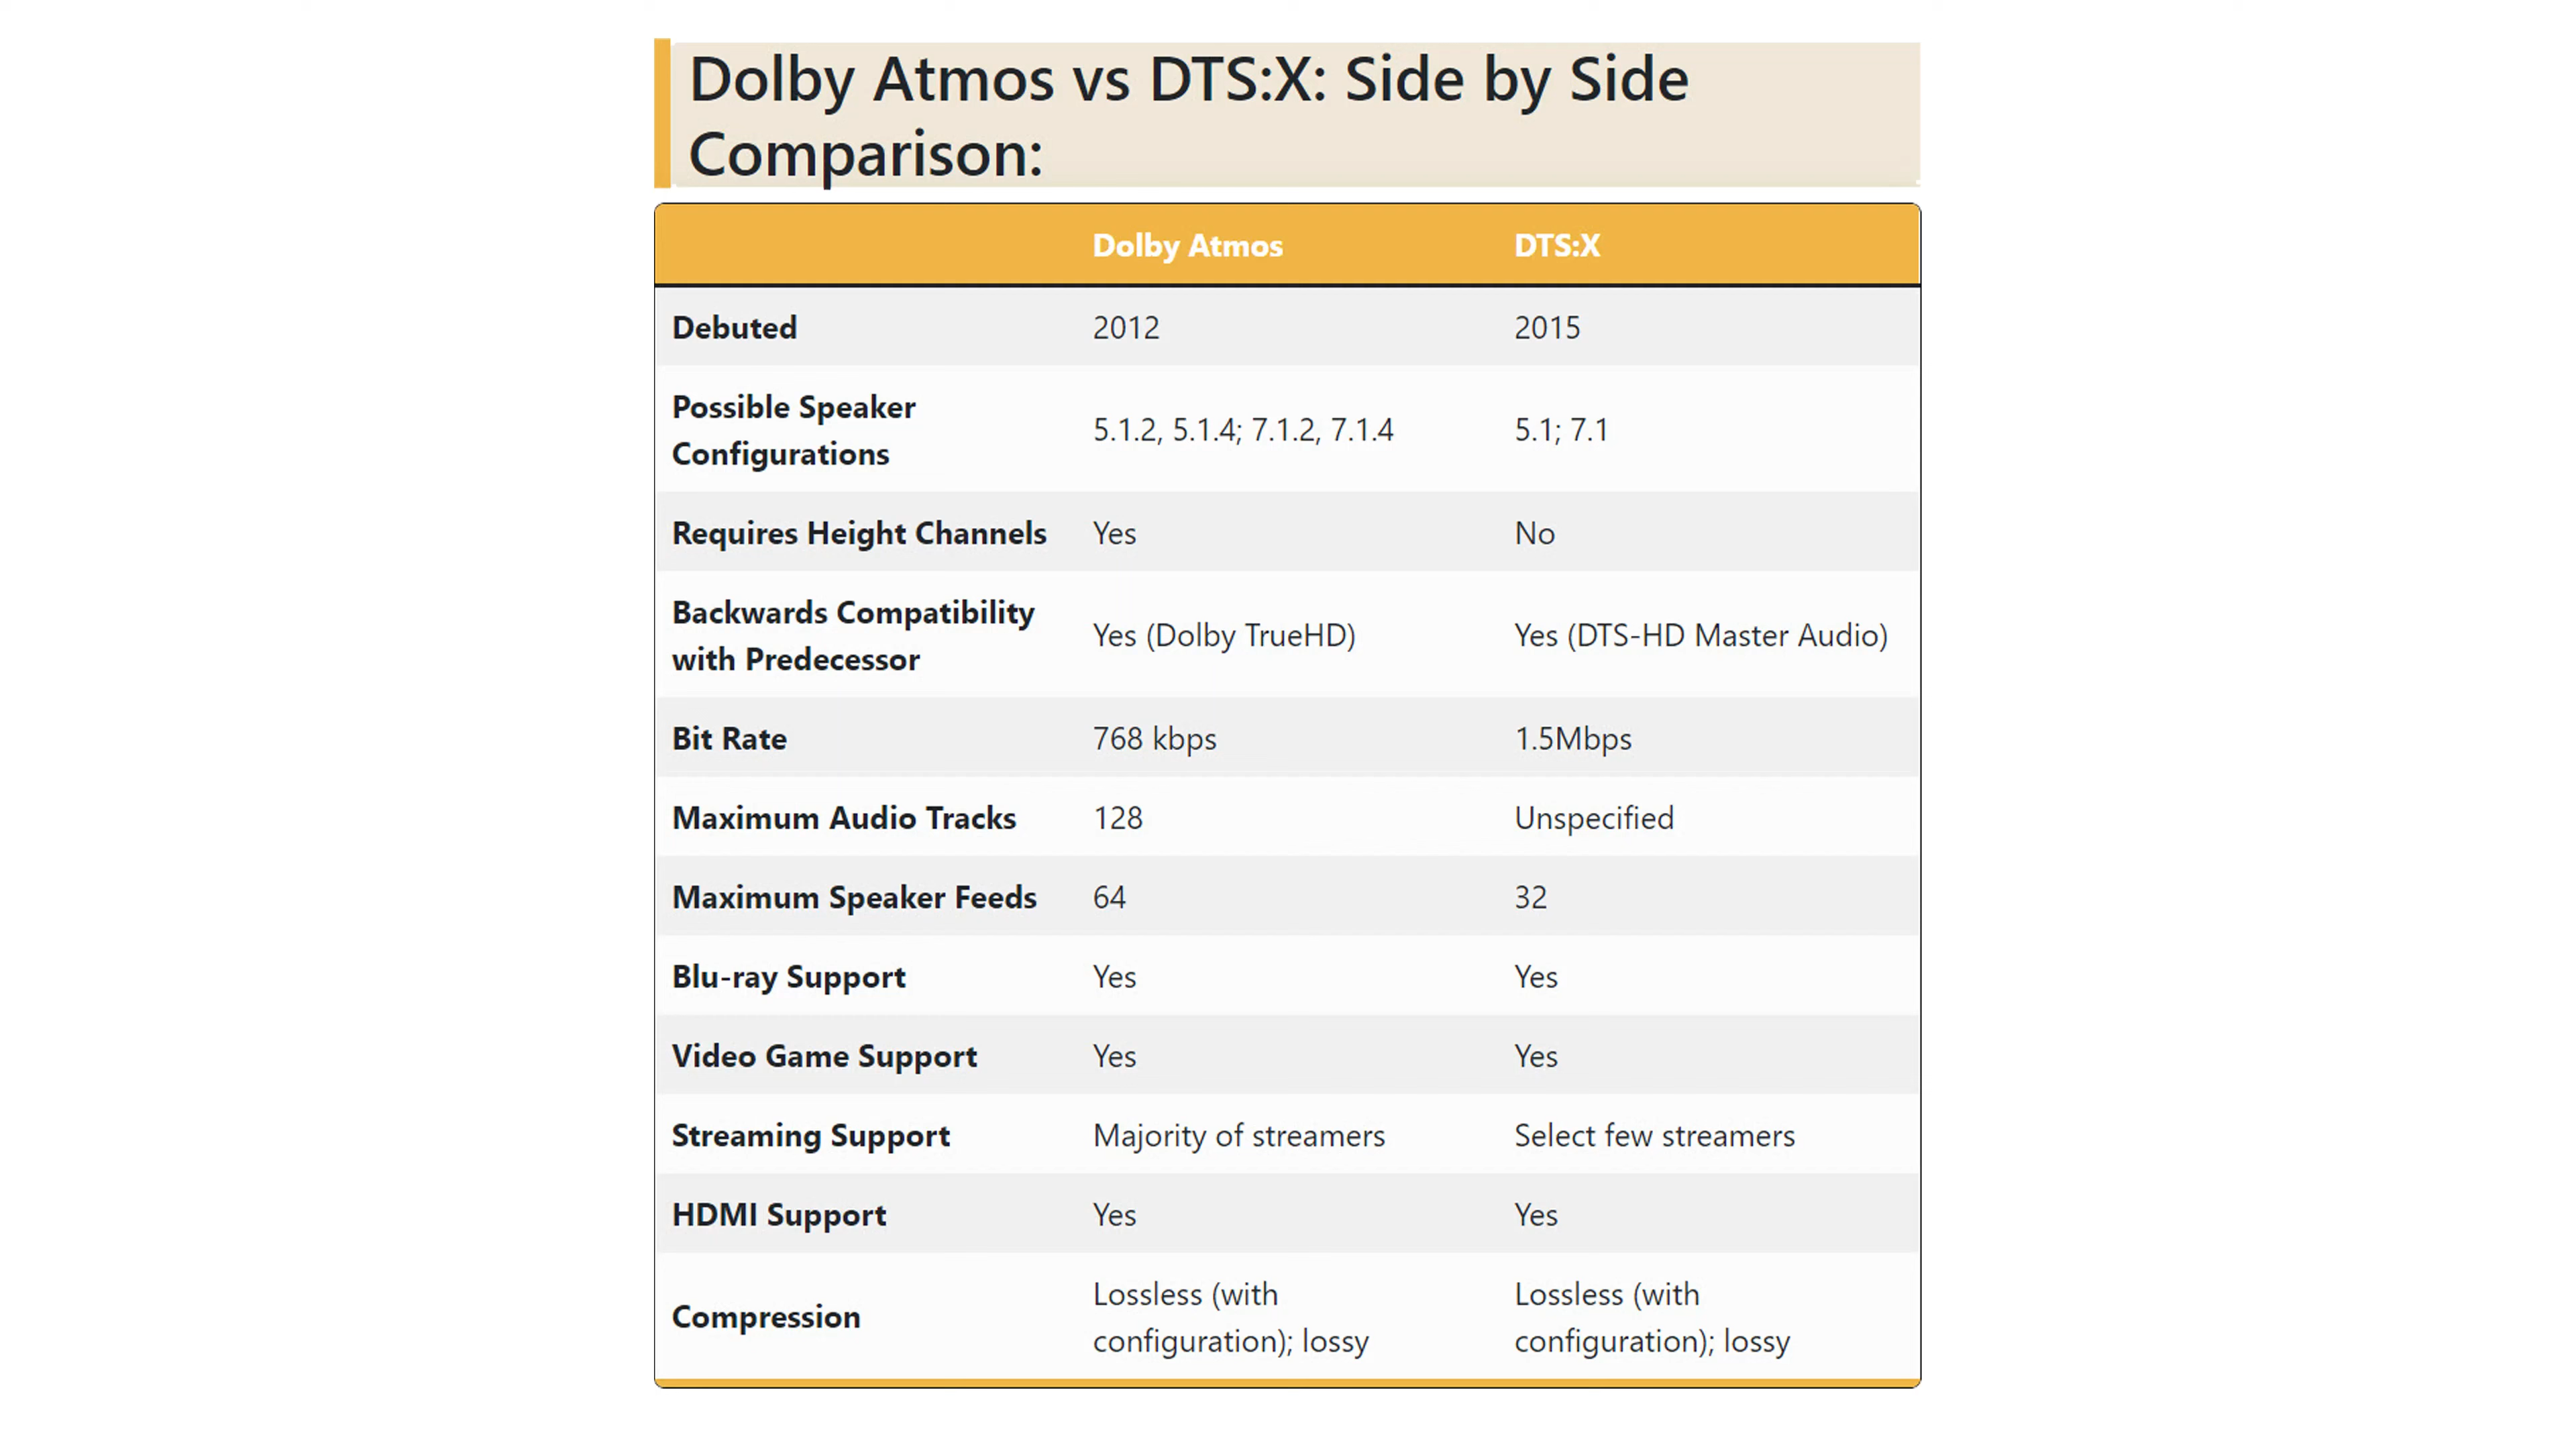 Dolby Atmos vs DTS:X: Side by Side
Comparison:
Dolby Atmos DTS:X
Debuted 2012 2015
Possible Speaker
Configurations 5.1.2, 5.1.4; 7.1.2, 7.1.4 5.1; 7.1
Requires Height Channels Yes No
Backwards Compatibility
with Predecessor Yes (Dolby TrueHD) Yes (DTS-HD Master Audio)
Bit Rate 768 kbps 1.5Mbps
Maximum Audio Tracks 128 Unspecified
Maximum Speaker Feeds 64 32
Blu-ray Support Yes Yes
Video Game Support Yes Yes
Streaming Support Majority of streamers Select few streamers
HDMI Support Yes Yes
Compression Lossless (with Lossless (with
configuration); lossy configuration); lossy